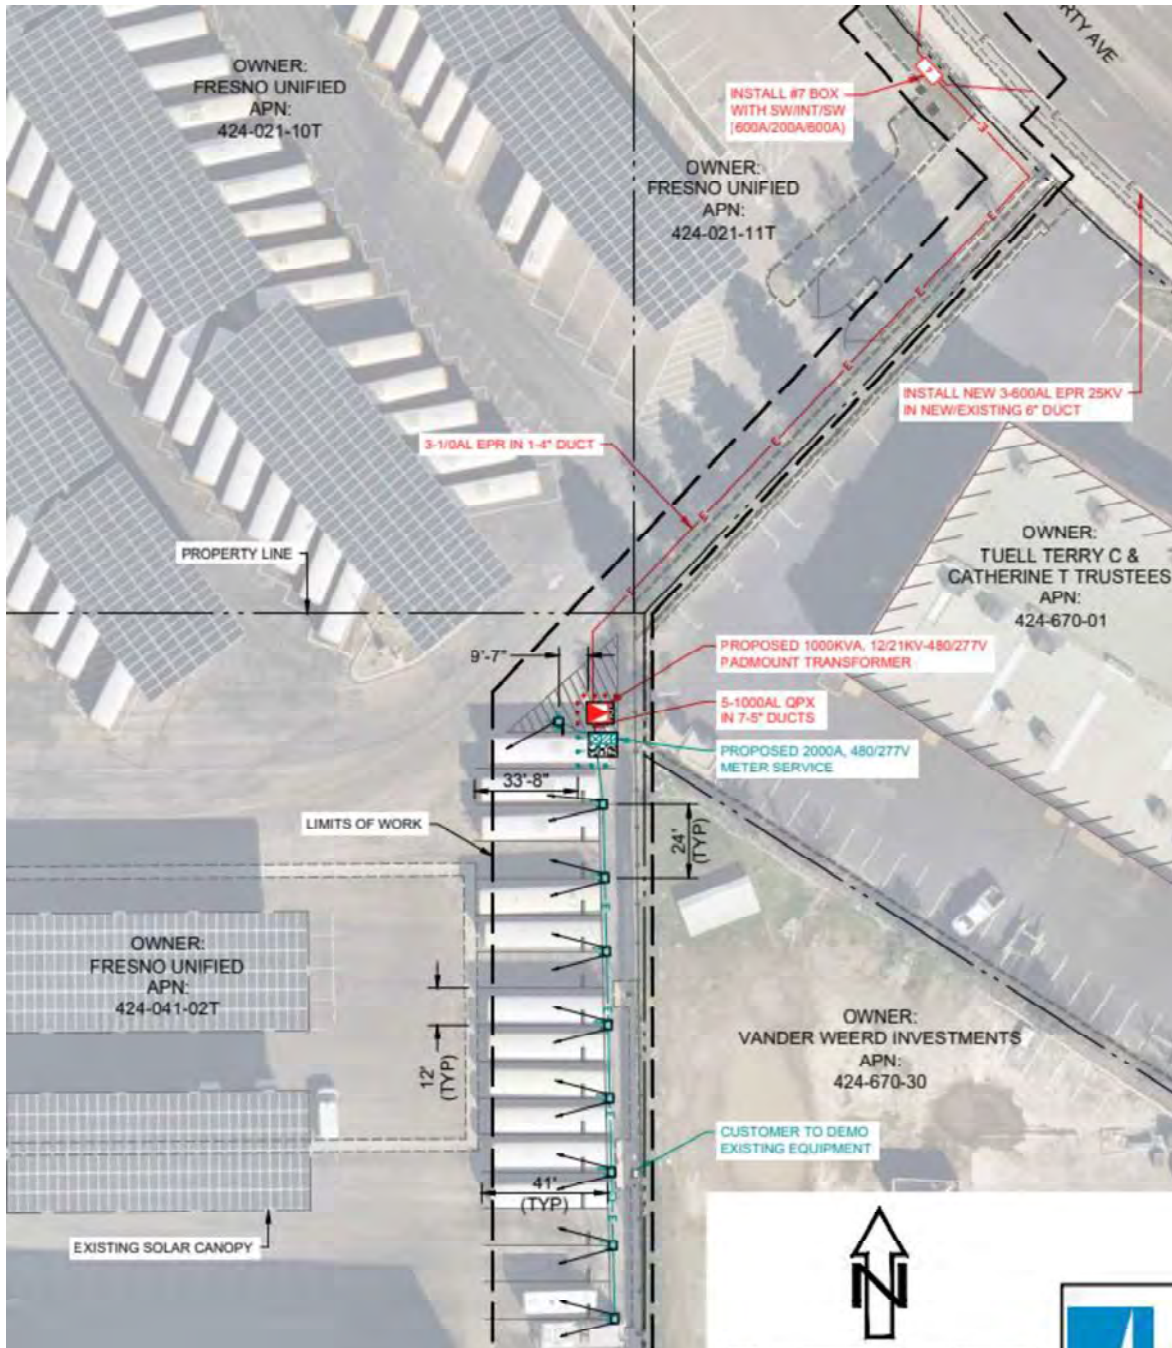 RTY AVE
OWNER:
FRESNO UNIFIED
APN:
424-021-10T
INSTALL #7 BOX
WITH SW/INT/SW
(600A/200A/600A)
OWNER:
FRESNO UNIFIED
APN:
424-021-11T
INSTALL NEW 3-600AL EPR 25KV
IN NEW/EXISTING 6" DUCT
3-1/0AL EPR IN 1-4" DUCT
PROPERTY LINE
OWNER:
TUELL TERRY C &
CATHERINE T TRUSTEES
APN:
424-670-01
9'-7"
PROPOSED 1000KVA, 12/21KV-480/277V
PADMOUNT TRANSFORMER
5-1000AL QPX
IN 7-5" DUCTS
PROPOSED 2000A, 480/277V
METER SERVICE
33'-8"
LIMITS OF WORK
24'
(TYP)
OWNER:
FRESNO UNIFIED
APN:
424-041-02T
12'
(TYP)
OWNER:
VANDER WEERD INVESTMENTS
APN:
424-670-30
CUSTOMER TO DEMO
EXISTING EQUIPMENT
41'
(TYP)
EXISTING SOLAR CANOPY
N